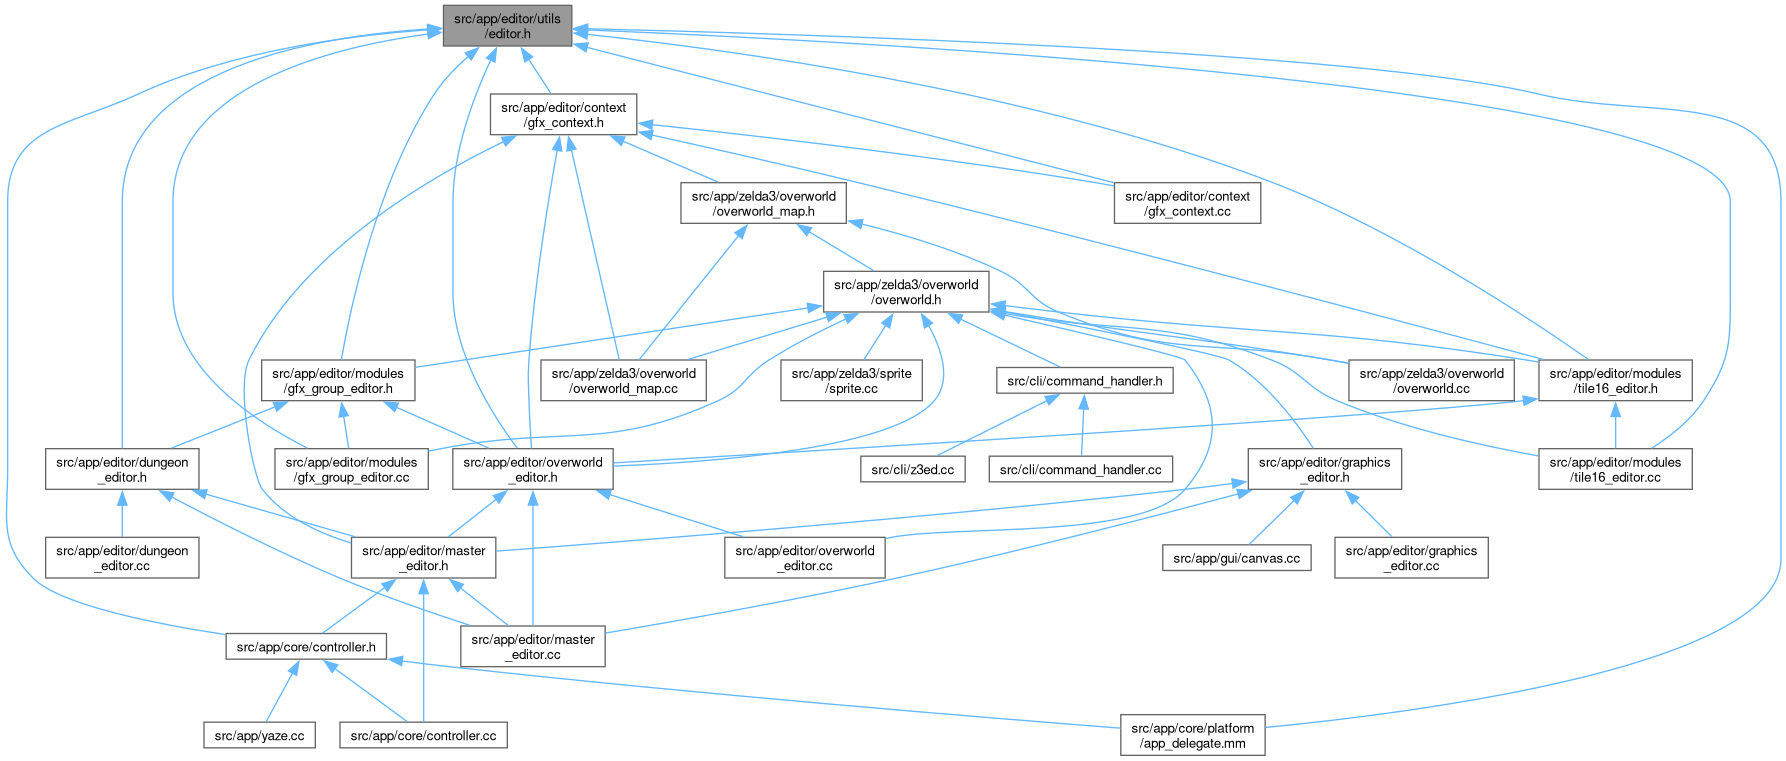 src/app/editor/utils
/editor.h
src/app/editor/context
/gfx_context.h
src/app/zelda3/overworld
/overworld_map.h
src/app/editor/context
/gfx_context.cc
src/app/zelda3/overworld
/overworld.h
src/app/editor/modules
/gfx_group_editor.h
src/app/zelda3/overworld
/overworld_map.cc
src/app/zelda3/sprite
/sprite.cc
src/cli/command_handler.h
src/app/zelda3/overworld
/overworld.cc
src/app/editor/modules
/tile16_editor.h
src/app/editor/dungeon
_editor.h
src/app/editor/modules
/gfx_group_editor.cc
src/app/editor/overworld
_editor.h
src/cli/z3ed.cc
src/cli/command_handler.cc
src/app/editor/graphics
_editor.h
src/app/editor/modules
/tile16_editor.cc
src/app/editor/dungeon
_editor.cc
src/app/editor/master
_editor.h
src/app/editor/overworld
_editor.cc
src/app/gui/canvas.cc
src/app/editor/graphics
_editor.cc
src/app/core/controller.h
src/app/editor/master
_editor.cc
src/app/yaze.cc
src/app/core/controller.cc
src/app/core/platform
/app_delegate.mm